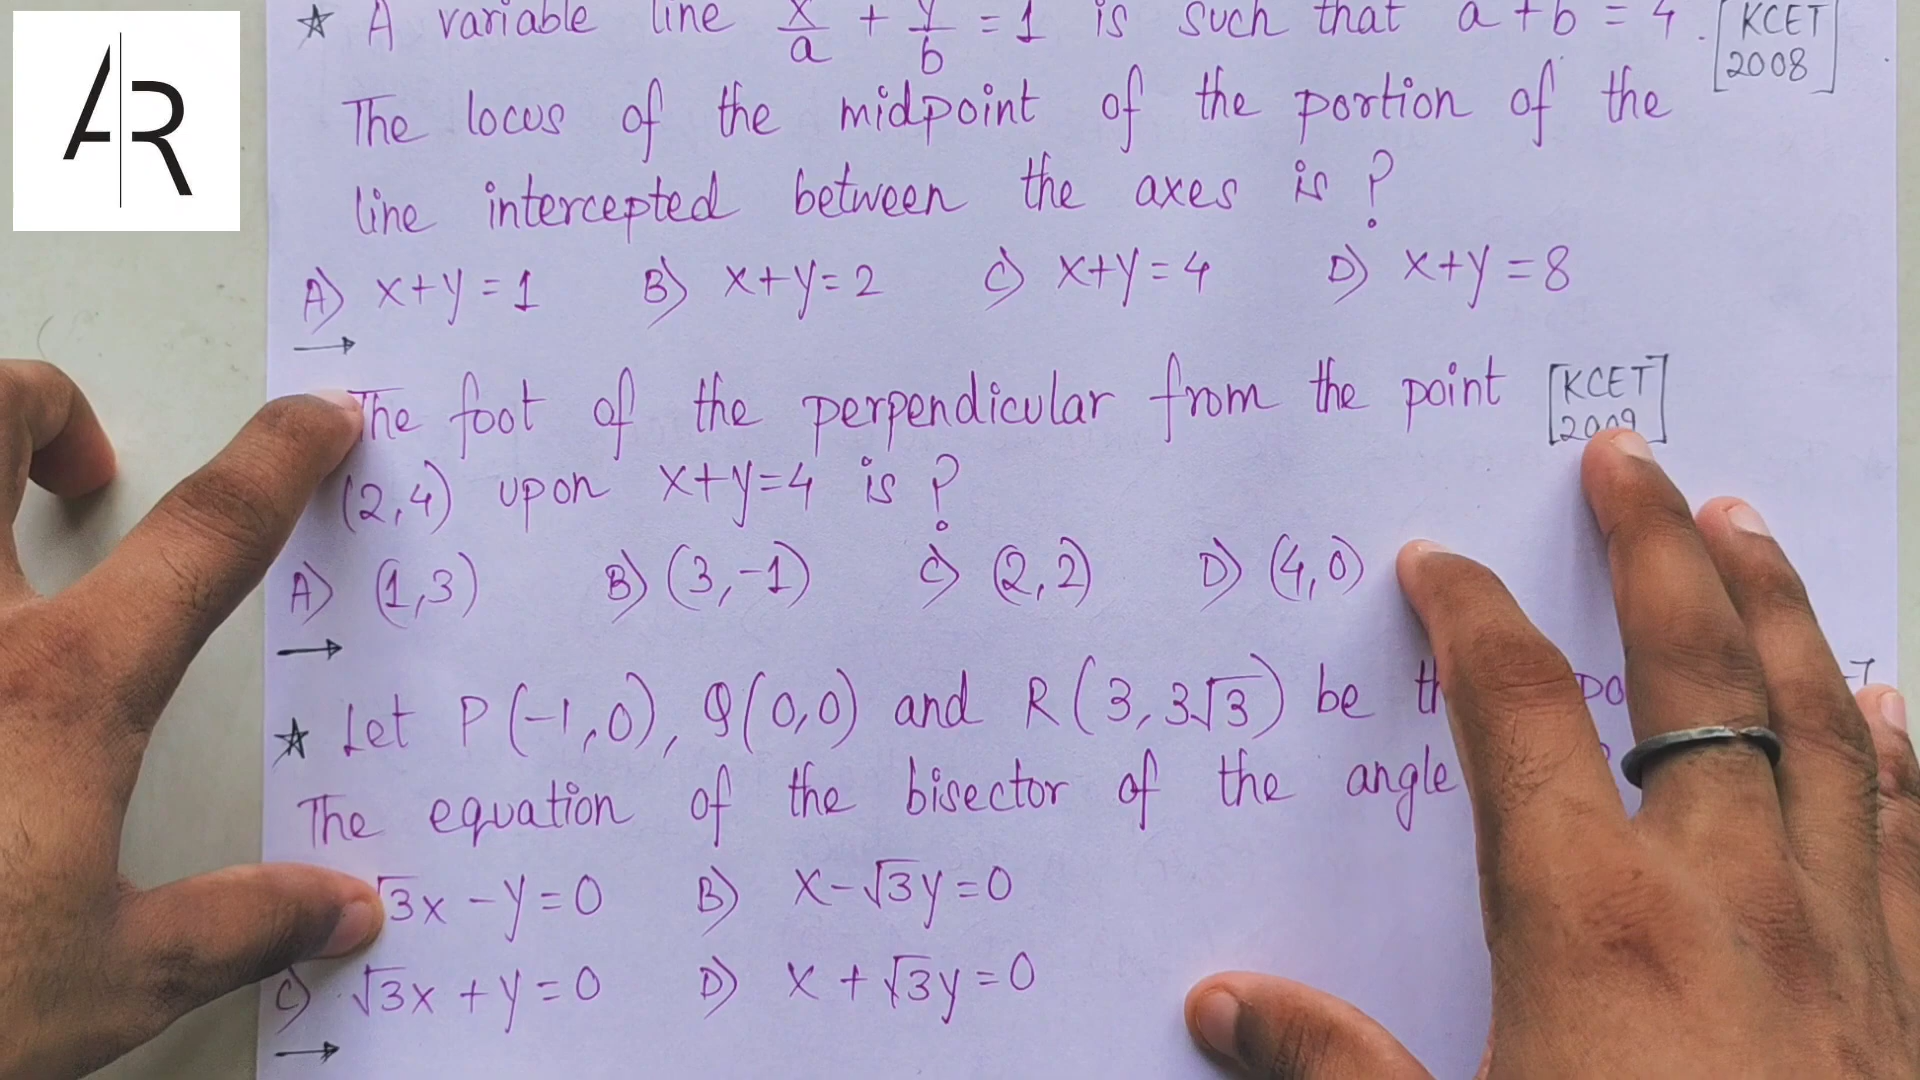 AR
★ A variable line x/a + y/b = 1 is such that a + b = 4. [KCET 2008]
The locus of the midpoint of the portion of the
line intercepted between the axes is ?
A) x+y=1 B) x+y=2 C) x+y=4 D) x+y=8
→
The foot of the perpendicular from the point [KCET 2009]
(2,4) upon x+y=4 is ?
A) (1,3) B) (3,-1) C) (2,2) D) (4,0)
→
★ Let P(-1,0), Q(0,0) and R(3,3√3) be
The equation of the bisector of the angle
√3x - y = 0 B) x - √3y = 0
C) √3x + y = 0 D) x + √3y = 0
→